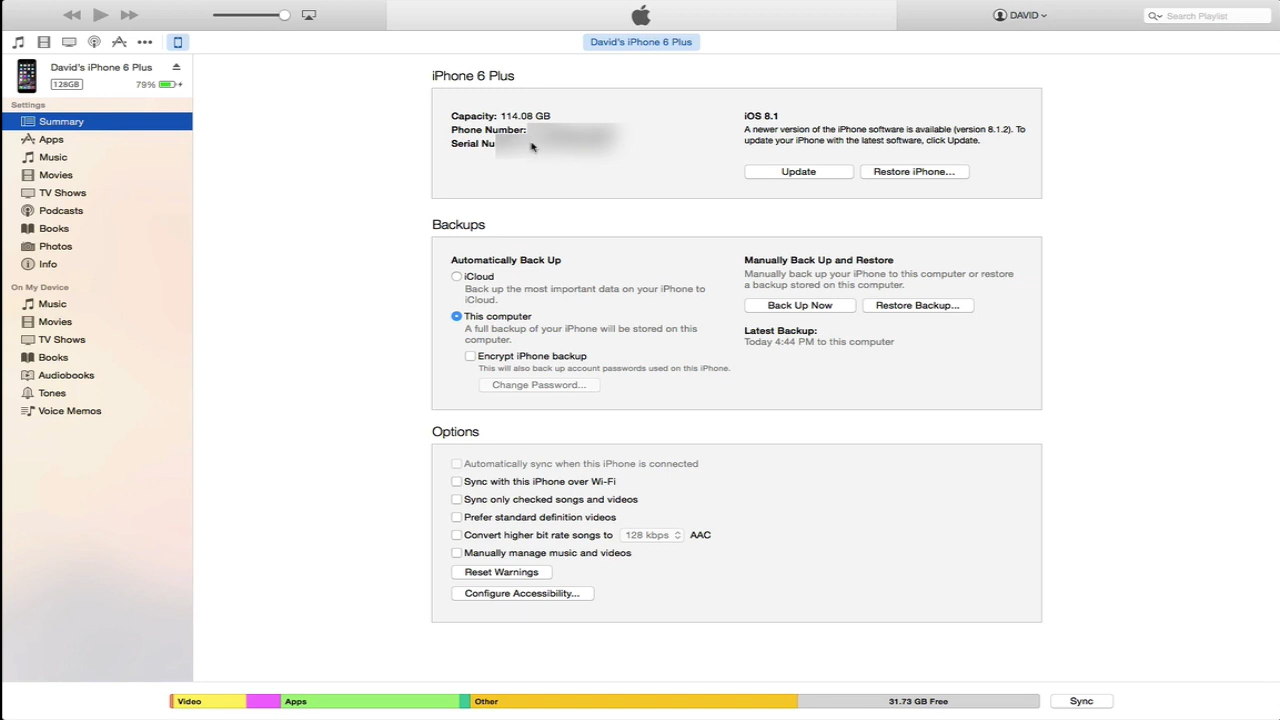 DAVID
Search Playlist
David's iPhone 6 Plus
David's iPhone 6 Plus
128GB
79%
Settings
Summary
Apps
Music
Movies
TV Shows
Podcasts
Books
Photos
Info
On My Device
Music
Movies
TV Shows
Books
Audiobooks
Tones
Voice Memos
iPhone 6 Plus
Capacity: 114.08 GB
Phone Number:
Serial Nu
iOS 8.1
A newer version of the iPhone software is available (version 8.1.2). To
update your iPhone with the latest software, click Update.
Update
Restore iPhone...
Backups
Automatically Back Up
iCloud
Back up the most important data on your iPhone to
iCloud.
This computer
A full backup of your iPhone will be stored on this
computer.
Encrypt iPhone backup
This will also back up account passwords used on this iPhone.
Change Password...
Manually Back Up and Restore
Manually back up your iPhone to this computer or restore
a backup stored on this computer.
Back Up Now
Restore Backup...
Latest Backup:
Today 4:44 PM to this computer
Options
Automatically sync when this iPhone is connected
Sync with this iPhone over Wi-Fi
Sync only checked songs and videos
Prefer standard definition videos
Convert higher bit rate songs to 128 kbps AAC
Manually manage music and videos
Reset Warnings
Configure Accessibility...
Video
Apps
Other
31.73 GB Free
Sync